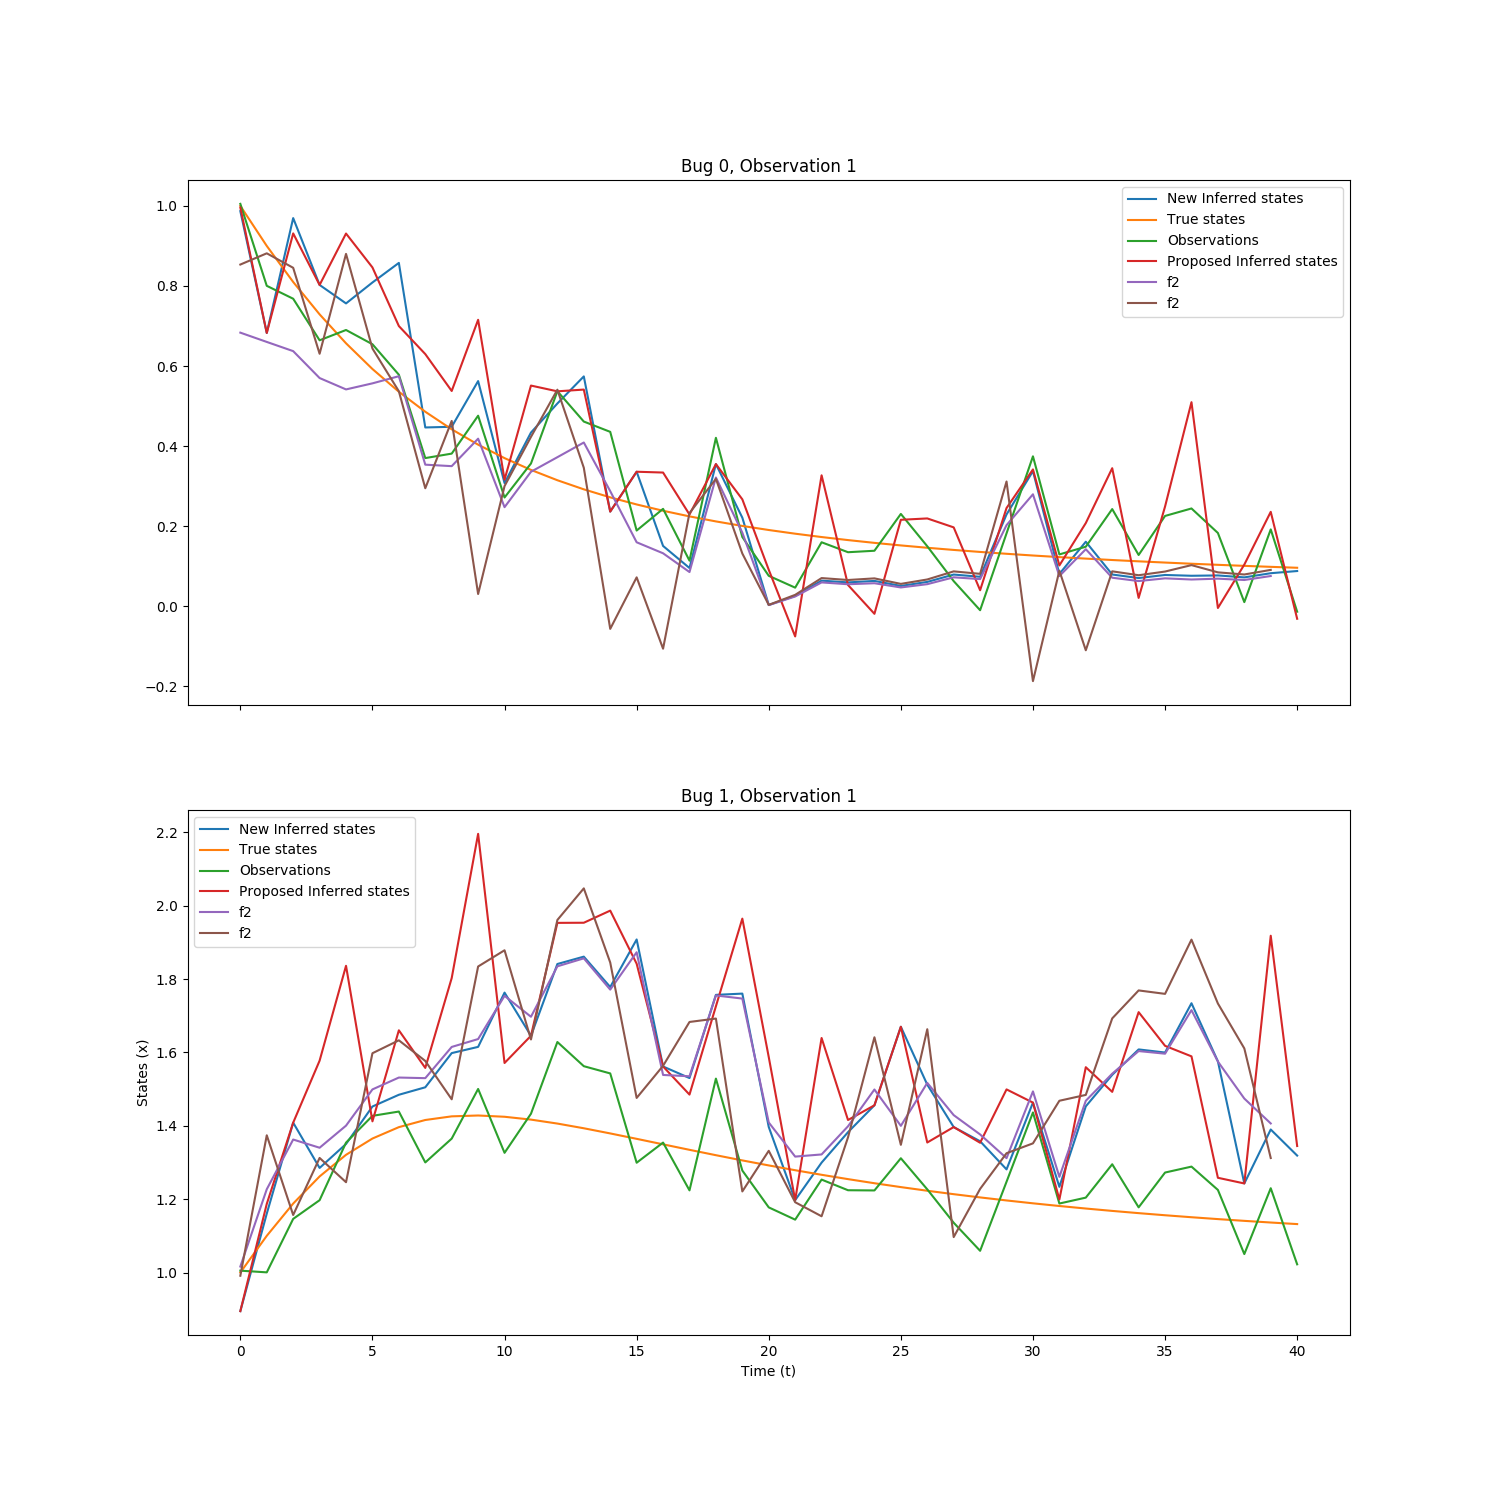 Bug 0, Observation 1
New Inferred states
True states
Observations
Proposed Inferred states
f2
f2
1.0
0.8
0.6
0.4
0.2
0.0
−0.2
Bug 1, Observation 1
New Inferred states
True states
Observations
Proposed Inferred states
f2
f2
2.2
2.0
1.8
1.6
1.4
1.2
1.0
States (x)
0 5 10 15 20 25 30 35 40
Time (t)